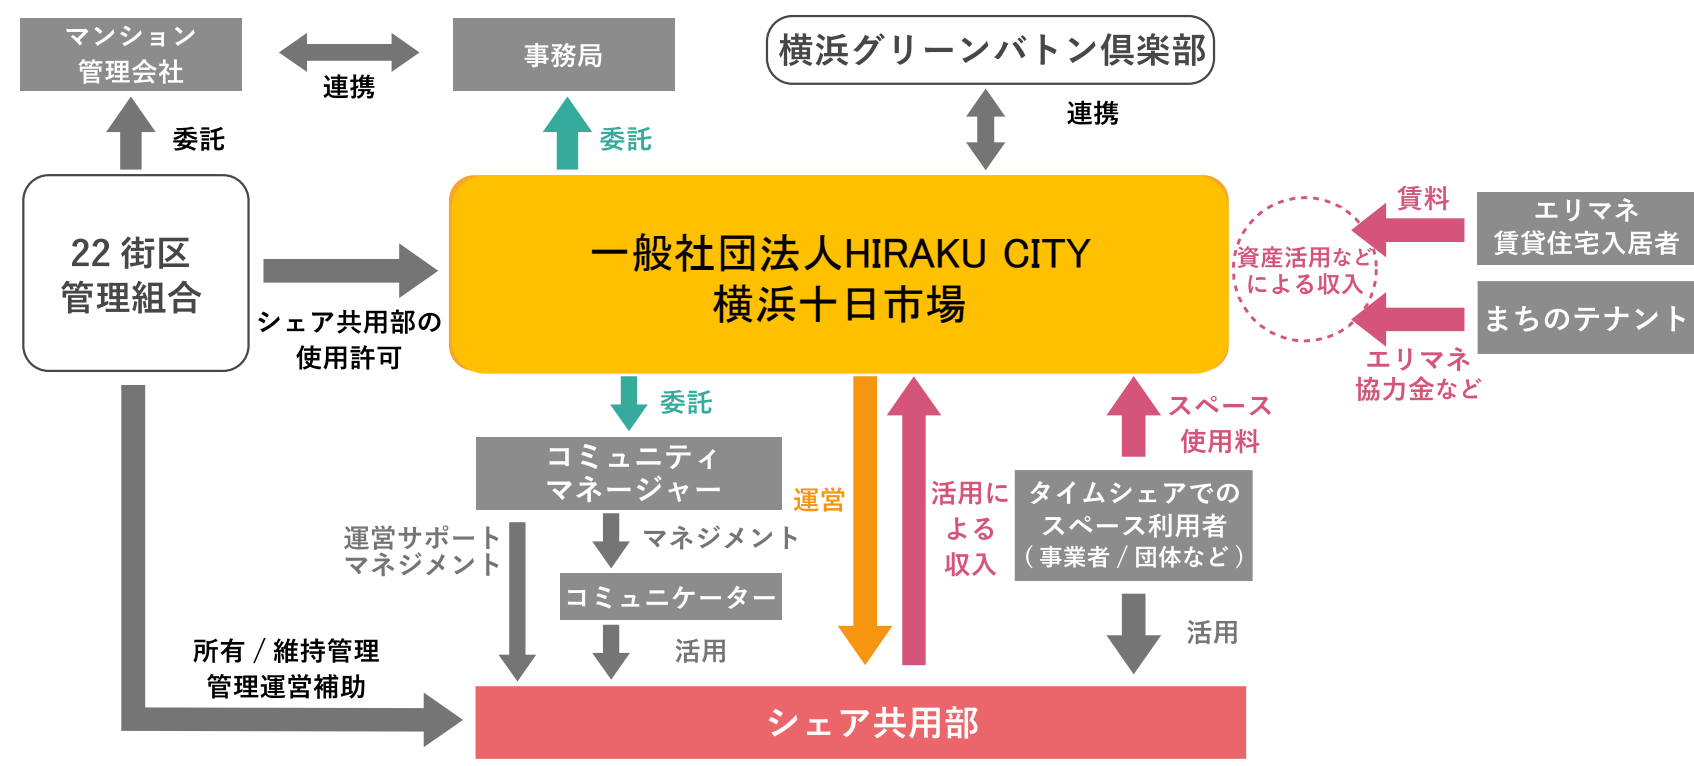 マンション
管理会社
連携
事務局
横浜グリーンバトン倶楽部
委託
委託
連携
22 街区
管理組合
シェア共用部の
使用許可
一般社団法人HIRAKU CITY
横浜十日市場
資産活用など
による収入
賃料
エリマネ
賃貸住宅入居者
まちのテナント
エリマネ
協力金など
委託
コミュニティ
マネージャー
運営サポート
マネジメント
マネジメント
コミュニケーター
活用
運営
活用に
よる
収入
スペース
使用料
タイムシェアでの
スペース利用者
( 事業者 / 団体など )
活用
所有 / 維持管理
管理運営補助
シェア共用部